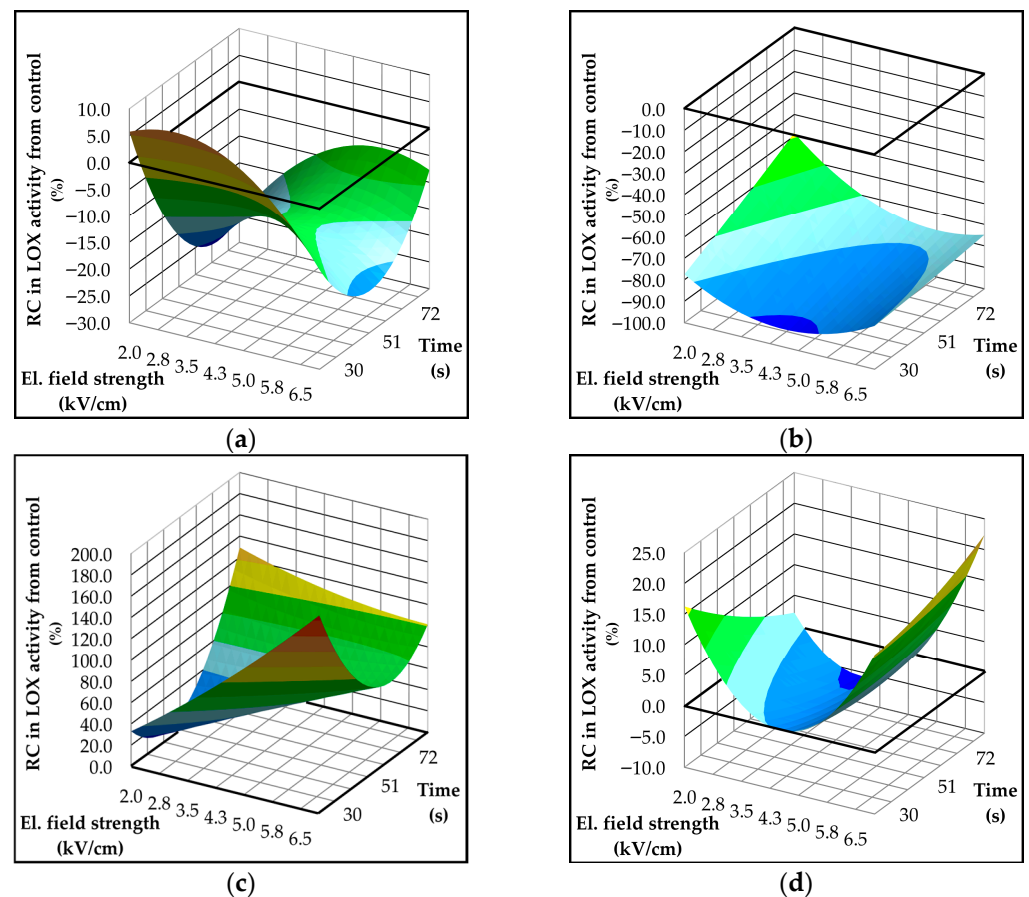 RC in LOX activity from control
(%)
10.0
5.0
0.0
−5.0
−10.0
−15.0
−20.0
−25.0
−30.0
2.0 2.8 3.5 4.3 5.0 5.8 6.5
30 51 72
El. field strength
(kV/cm)
Time
(s)
(a)
RC in LOX activity from control
(%)
0.0
−10.0
−20.0
−30.0
−40.0
−50.0
−60.0
−70.0
−80.0
−90.0
−100.0
2.0 2.8 3.5 4.3 5.0 5.8 6.5
30 51 72
El. field strength
(kV/cm)
Time
(s)
(b)
RC in LOX activity from control
(%)
200.0
180.0
160.0
140.0
120.0
100.0
80.0
60.0
40.0
20.0
0.0
2.0 2.8 3.5 4.3 5.0 5.8 6.5
30 51 72
El. field strength
(kV/cm)
Time
(s)
(c)
RC in LOX activity from control
(%)
25.0
20.0
15.0
10.0
5.0
0.0
−5.0
−10.0
2.0 2.8 3.5 4.3 5.0 5.8 6.5
30 51 72
El. field strength
(kV/cm)
Time
(s)
(d)